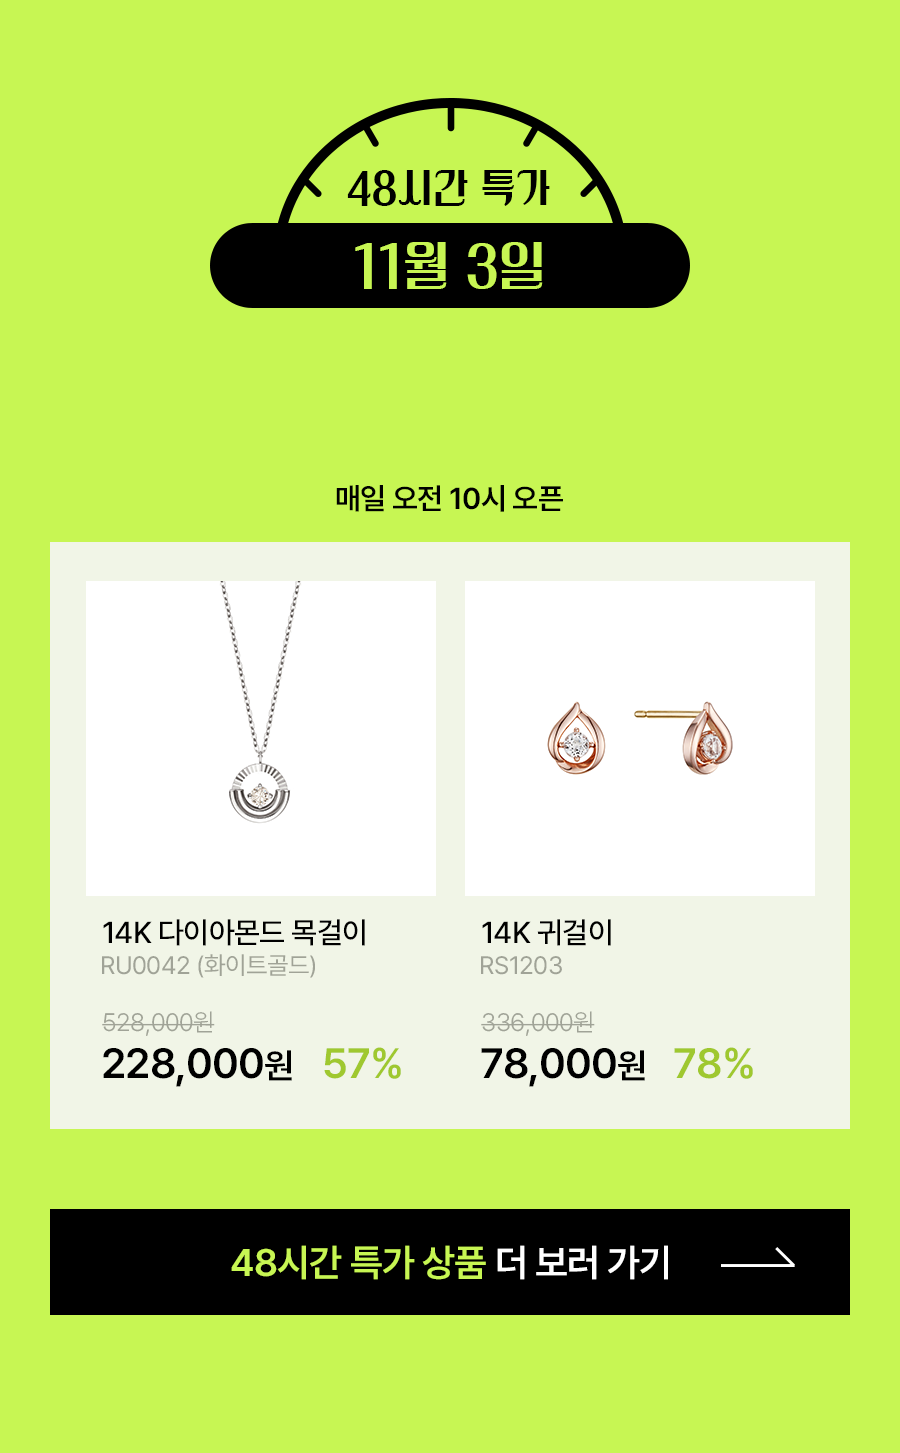 48시간 특가
11월 3일
매일 오전 10시 오픈
14K 다이아몬드 목걸이
RU0042 (화이트골드)
528,000원
228,000원 57%
14K 귀걸이
RS1203
336,000원
78,000원 78%
48시간 특가 상품 더 보러 가기